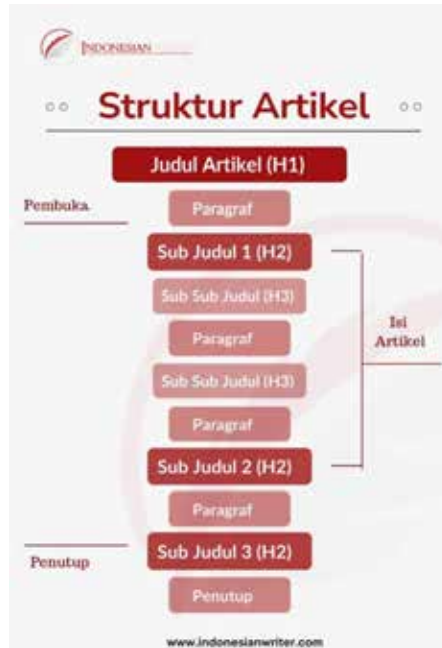 INDONESIAN
Struktur Artikel
Judul Artikel (H1)
Pembuka
Paragraf
Sub Judul 1 (H2)
Sub Sub Judul (H3)
Isi
Artikel
Paragraf
Sub Sub Judul (H3)
Paragraf
Sub Judul 2 (H2)
Paragraf
Sub Judul 3 (H2)
Penutup
Penutup
www.indonesianwriter.com